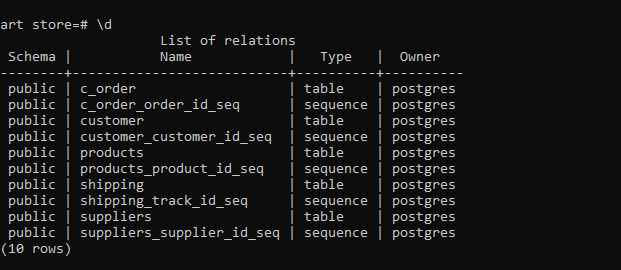 art store=# \d
                    List of relations
 Schema |           Name            |   Type   |  Owner
--------+---------------------------+----------+----------
 public | c_order                   | table    | postgres
 public | c_order_order_id_seq      | sequence | postgres
 public | customer                  | table    | postgres
 public | customer_customer_id_seq  | sequence | postgres
 public | products                  | table    | postgres
 public | products_product_id_seq   | sequence | postgres
 public | shipping                  | table    | postgres
 public | shipping_track_id_seq     | sequence | postgres
 public | suppliers                 | table    | postgres
 public | suppliers_supplier_id_seq | sequence | postgres
(10 rows)